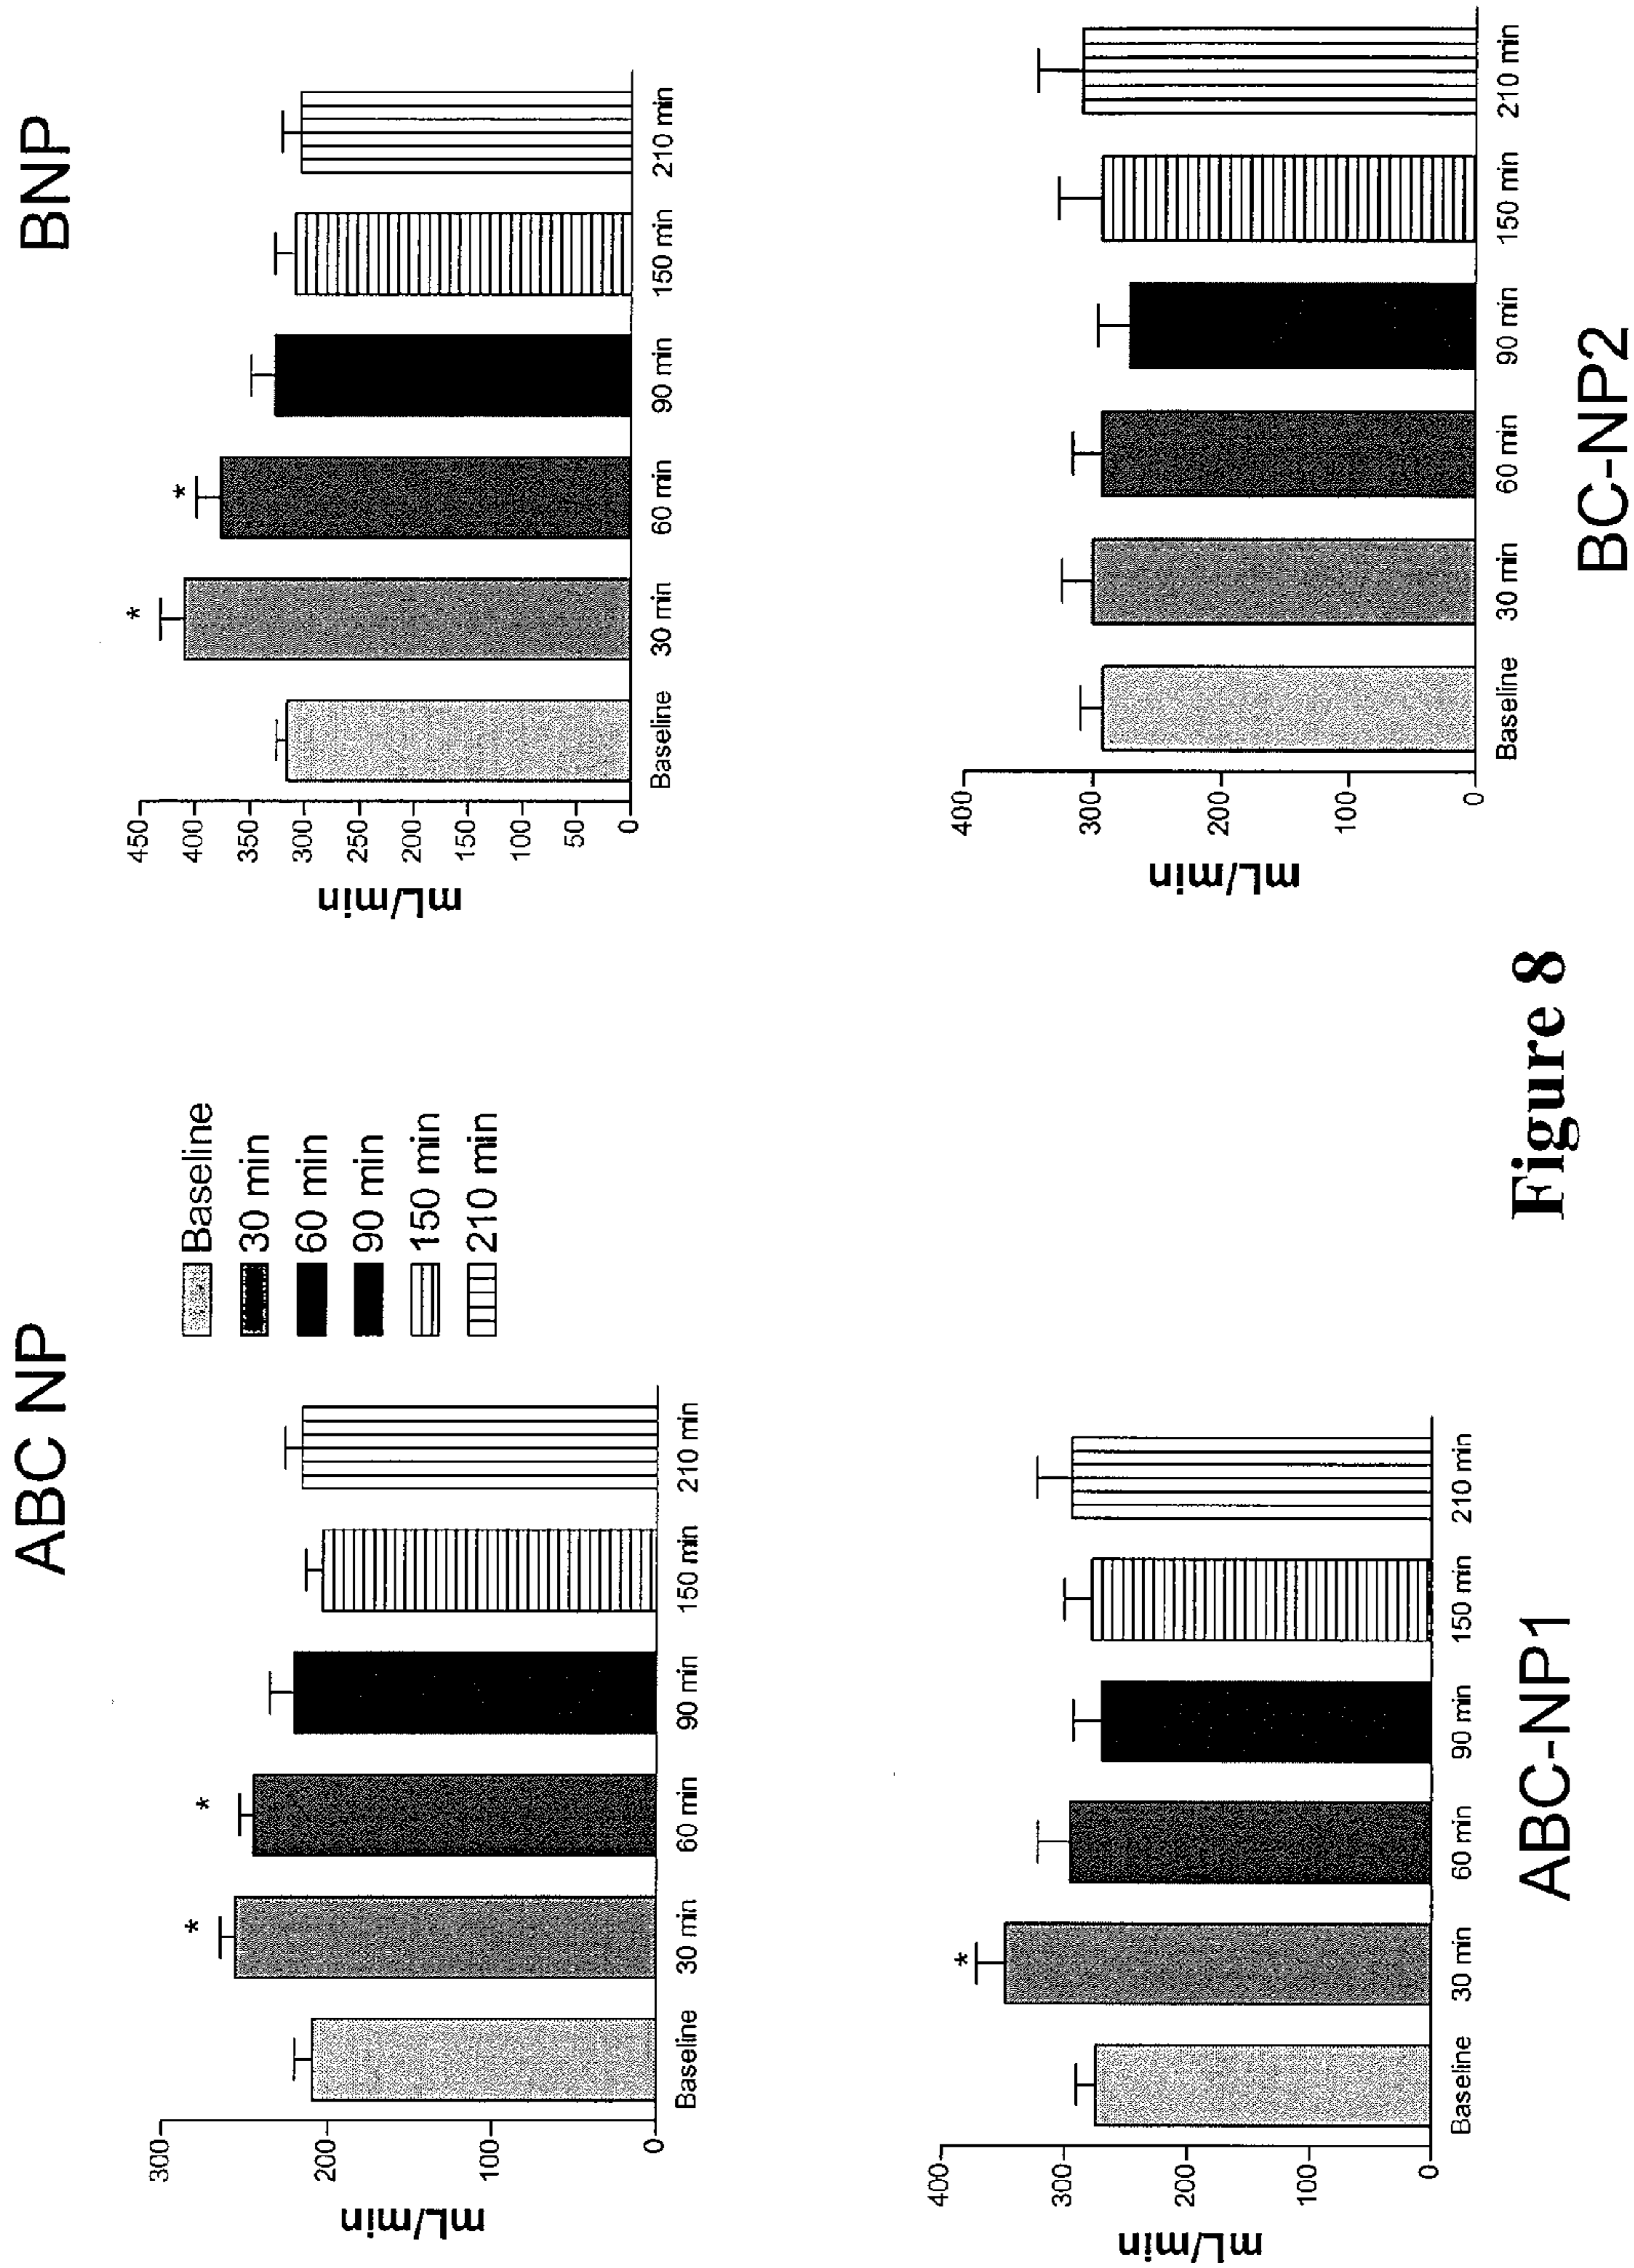 ABC NP
mL/min
300
200
100
0
Baseline
30 min
60 min
90 min
150 min
210 min
*
*
Baseline
30 min
60 min
90 min
150 min
210 min
BNP
mL/min
450
400
350
300
250
200
150
100
50
0
Baseline
30 min
60 min
90 min
150 min
210 min
*
*
mL/min
400
300
200
100
0
Baseline
30 min
60 min
90 min
150 min
210 min
*
ABC-NP1
mL/min
400
300
200
100
0
Baseline
30 min
60 min
90 min
150 min
210 min
BC-NP2
Figure 8